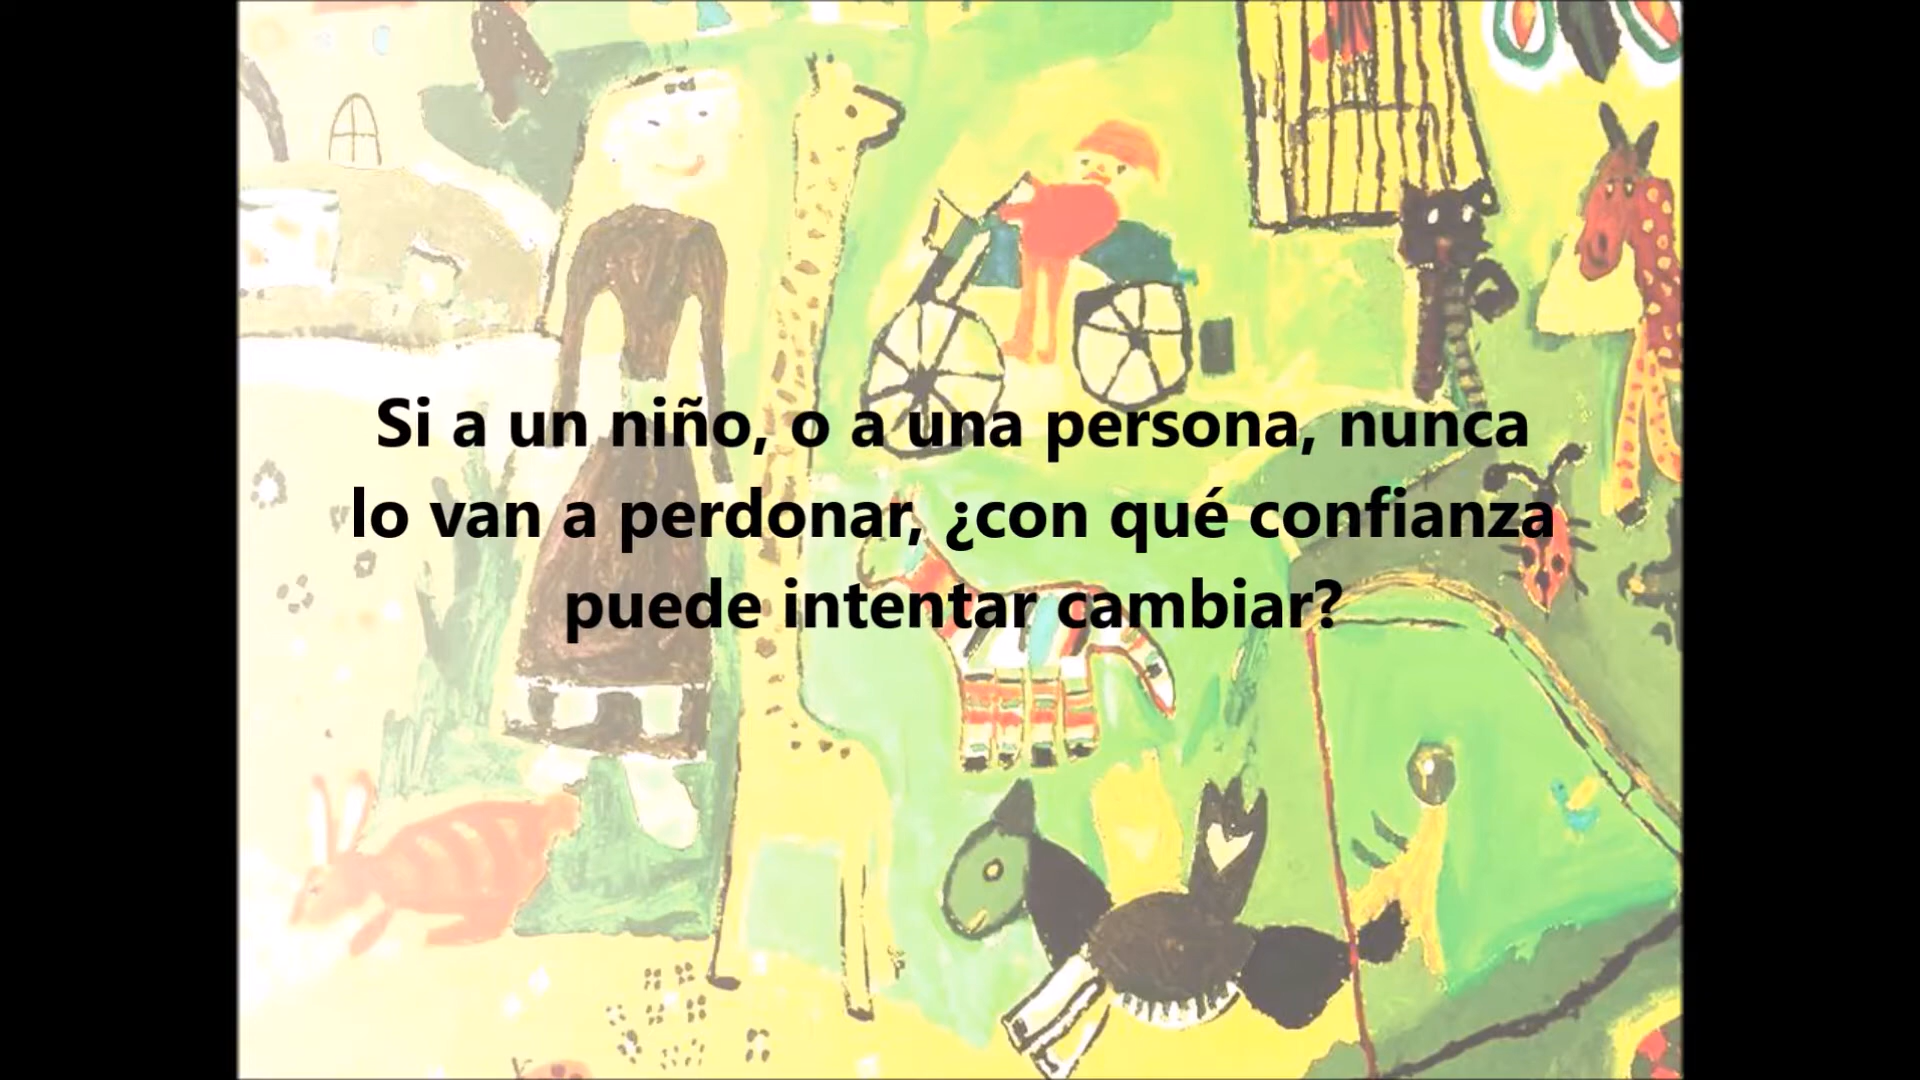 Si a un niño, o a una persona, nunca
lo van a perdonar, ¿con qué confianza
puede intentar cambiar?